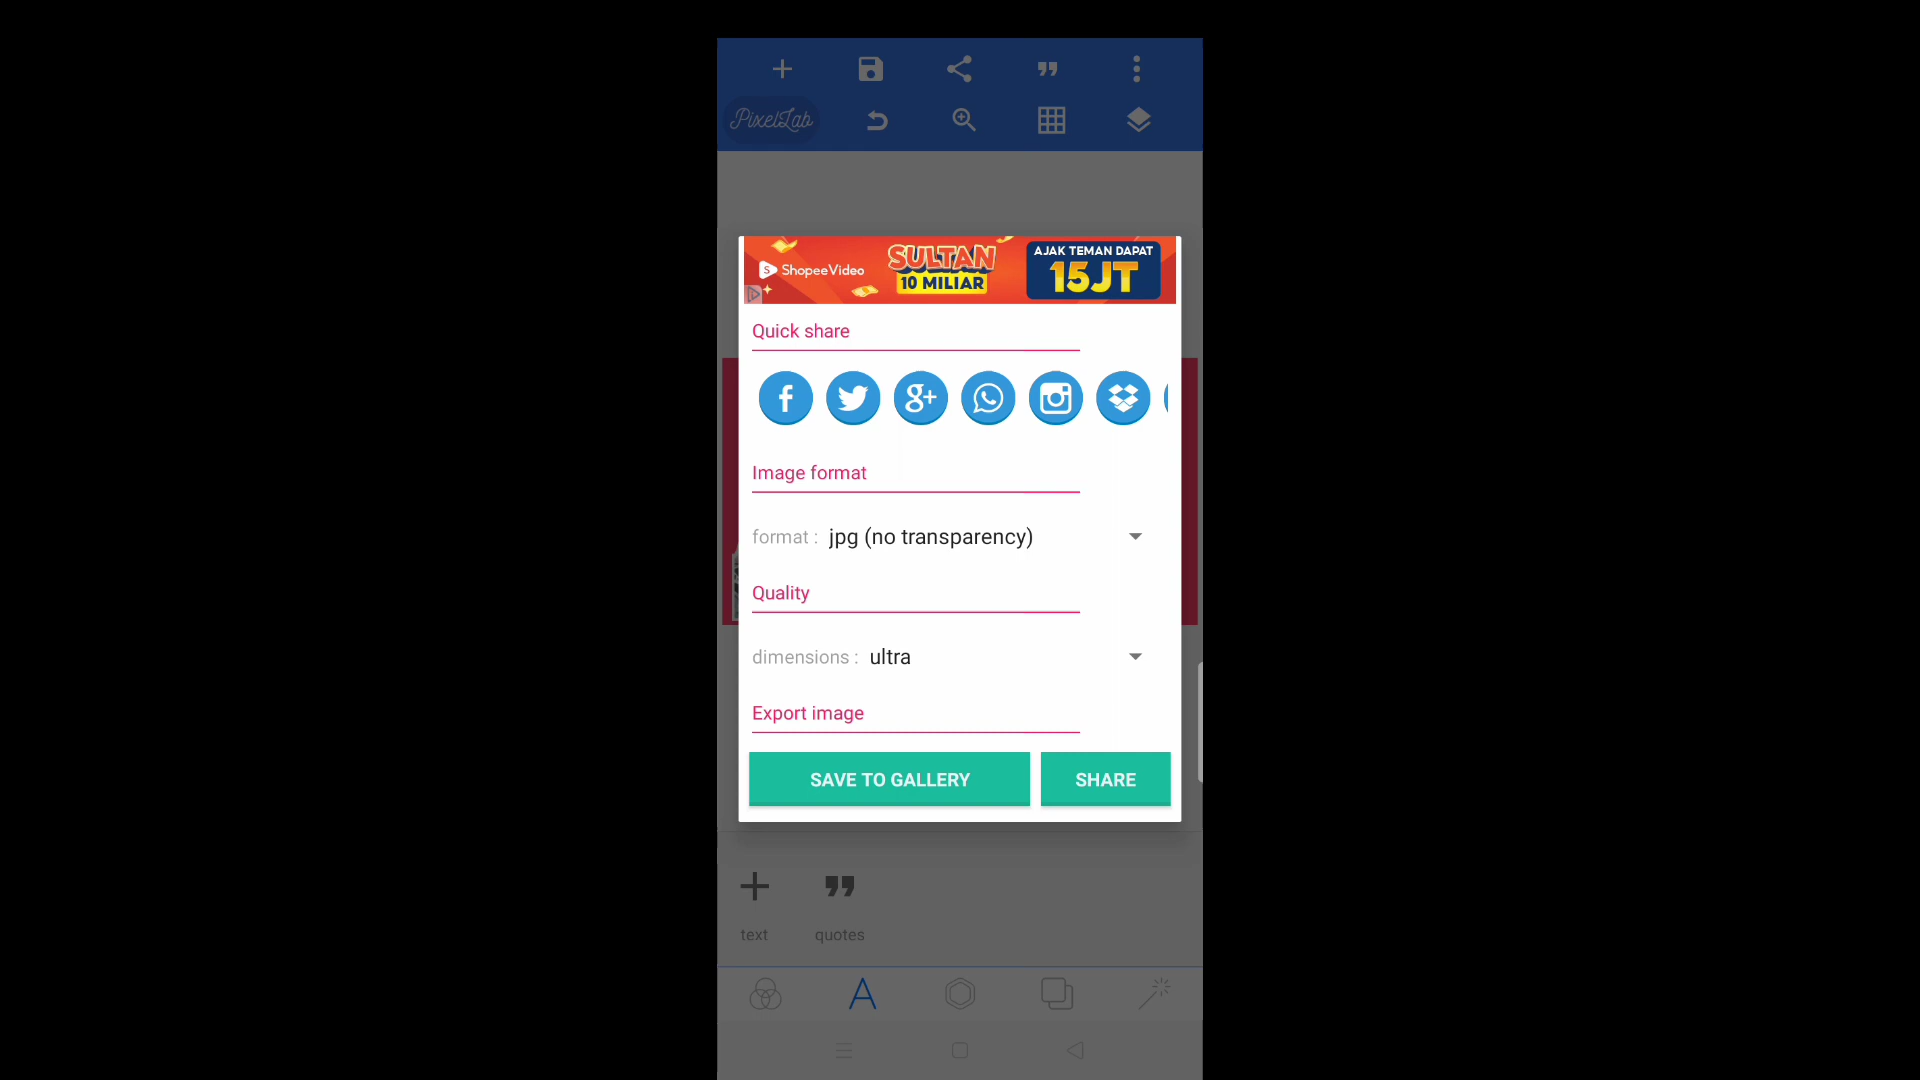 PixelLab
ShopeeVideo
SULTAN
10 MILIAR
AJAK TEMAN DAPAT
15JT
Quick share
Image format
format : jpg (no transparency)
Quality
dimensions : ultra
Export image
SAVE TO GALLERY
SHARE
text
quotes